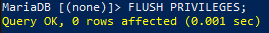 MariaDB [(none)]> FLUSH PRIVILEGES;
Query OK, 0 rows affected (0.001 sec)